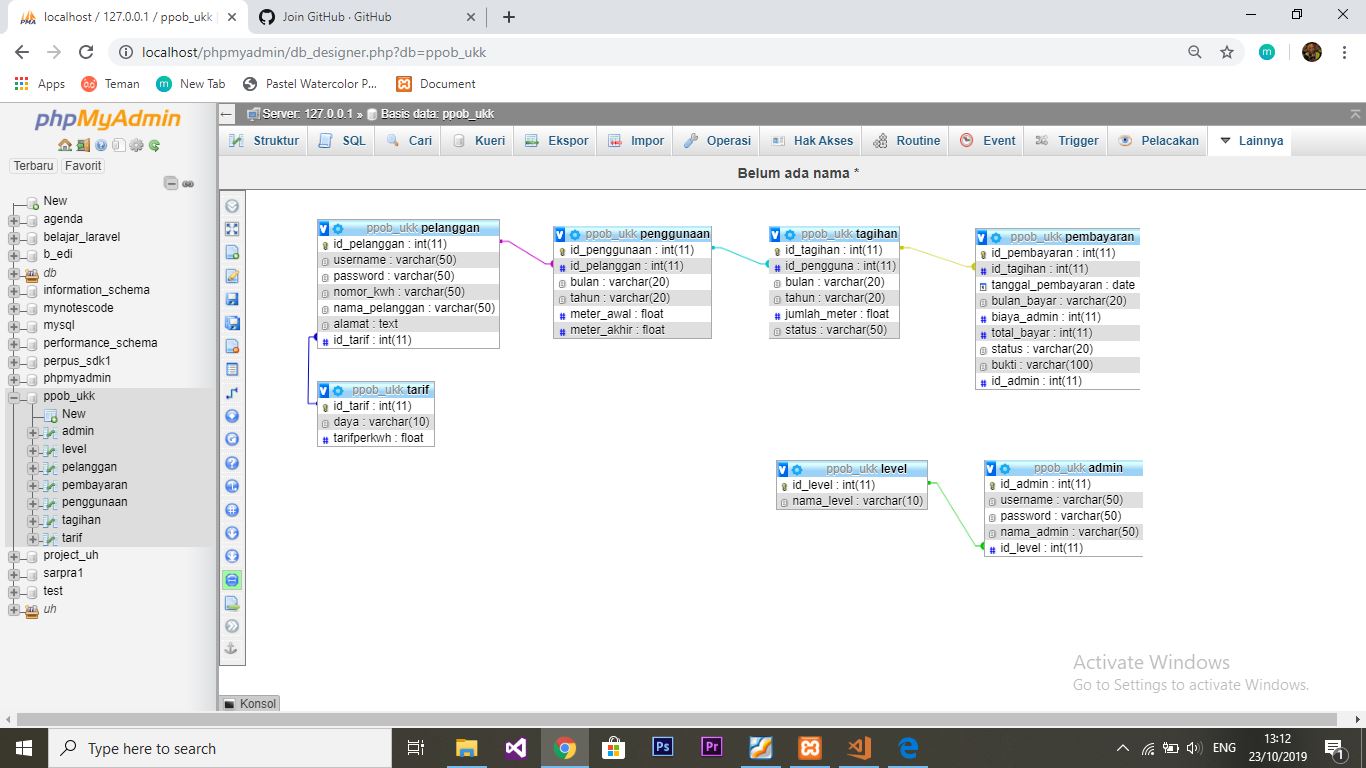 localhost / 127.0.0.1 / ppob_ukk
Join GitHub · GitHub
localhost/phpmyadmin/db_designer.php?db=ppob_ukk
Apps
Teman
New Tab
Pastel Watercolor P...
Document
phpMyAdmin
Terbaru
Favorit
New
agenda
belajar_laravel
b_edi
db
information_schema
mynotescode
mysql
performance_schema
perpus_sdk1
phpmyadmin
ppob_ukk
New
admin
level
pelanggan
pembayaran
penggunaan
tagihan
tarif
project_uh
sarpra1
test
uh
Server: 127.0.0.1 » Basis data: ppob_ukk
Struktur
SQL
Cari
Kueri
Ekspor
Impor
Operasi
Hak Akses
Routine
Event
Trigger
Pelacakan
Lainnya
Belum ada nama *
ppob_ukk pelanggan
id_pelanggan : int(11)
username : varchar(50)
password : varchar(50)
nomor_kwh : varchar(50)
nama_pelanggan : varchar(50)
alamat : text
id_tarif : int(11)
ppob_ukk tarif
id_tarif : int(11)
daya : varchar(10)
tarifperkwh : float
ppob_ukk penggunaan
id_penggunaan : int(11)
id_pelanggan : int(11)
bulan : varchar(20)
tahun : varchar(20)
meter_awal : float
meter_akhir : float
ppob_ukk tagihan
id_tagihan : int(11)
id_pengguna : int(11)
bulan : varchar(20)
tahun : varchar(20)
jumlah_meter : float
status : varchar(50)
ppob_ukk pembayaran
id_pembayaran : int(11)
id_tagihan : int(11)
tanggal_pembayaran : date
bulan_bayar : varchar(20)
biaya_admin : int(11)
total_bayar : int(11)
status : varchar(20)
bukti : varchar(100)
id_admin : int(11)
ppob_ukk level
id_level : int(11)
nama_level : varchar(10)
ppob_ukk admin
id_admin : int(11)
username : varchar(50)
password : varchar(50)
nama_admin : varchar(50)
id_level : int(11)
Activate Windows
Go to Settings to activate Windows.
Konsol
Type here to search
ENG
13:12
23/10/2019